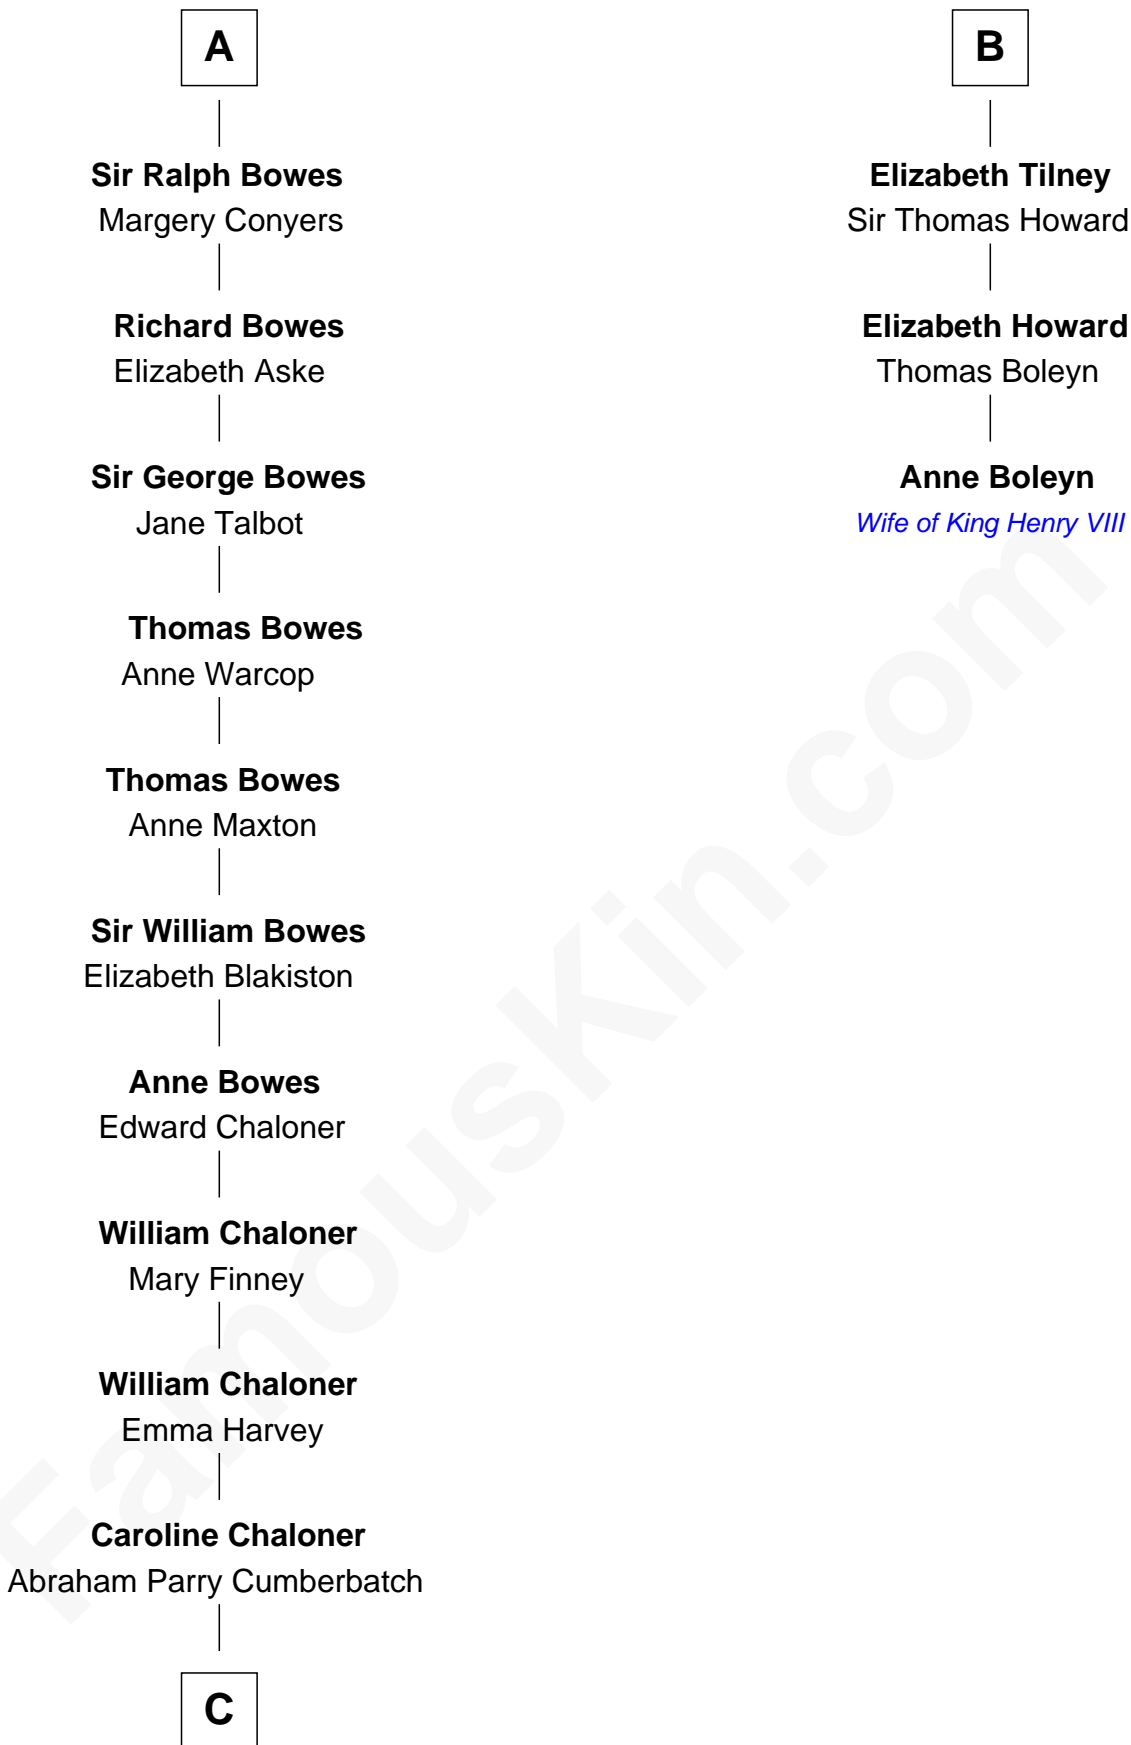 A
Sir Ralph Bowes
Margery Conyers
Richard Bowes
Elizabeth Aske
Sir George Bowes
Jane Talbot
Thomas Bowes
Anne Warcop
Thomas Bowes
Anne Maxton
Sir William Bowes
Elizabeth Blakiston
Anne Bowes
Edward Chaloner
William Chaloner
Mary Finney
William Chaloner
Emma Harvey
Caroline Chaloner
Abraham Parry Cumberbatch
C
B
Elizabeth Tilney
Sir Thomas Howard
Elizabeth Howard
Thomas Boleyn
Anne Boleyn
Wife of King Henry VIII
FamousKin.com